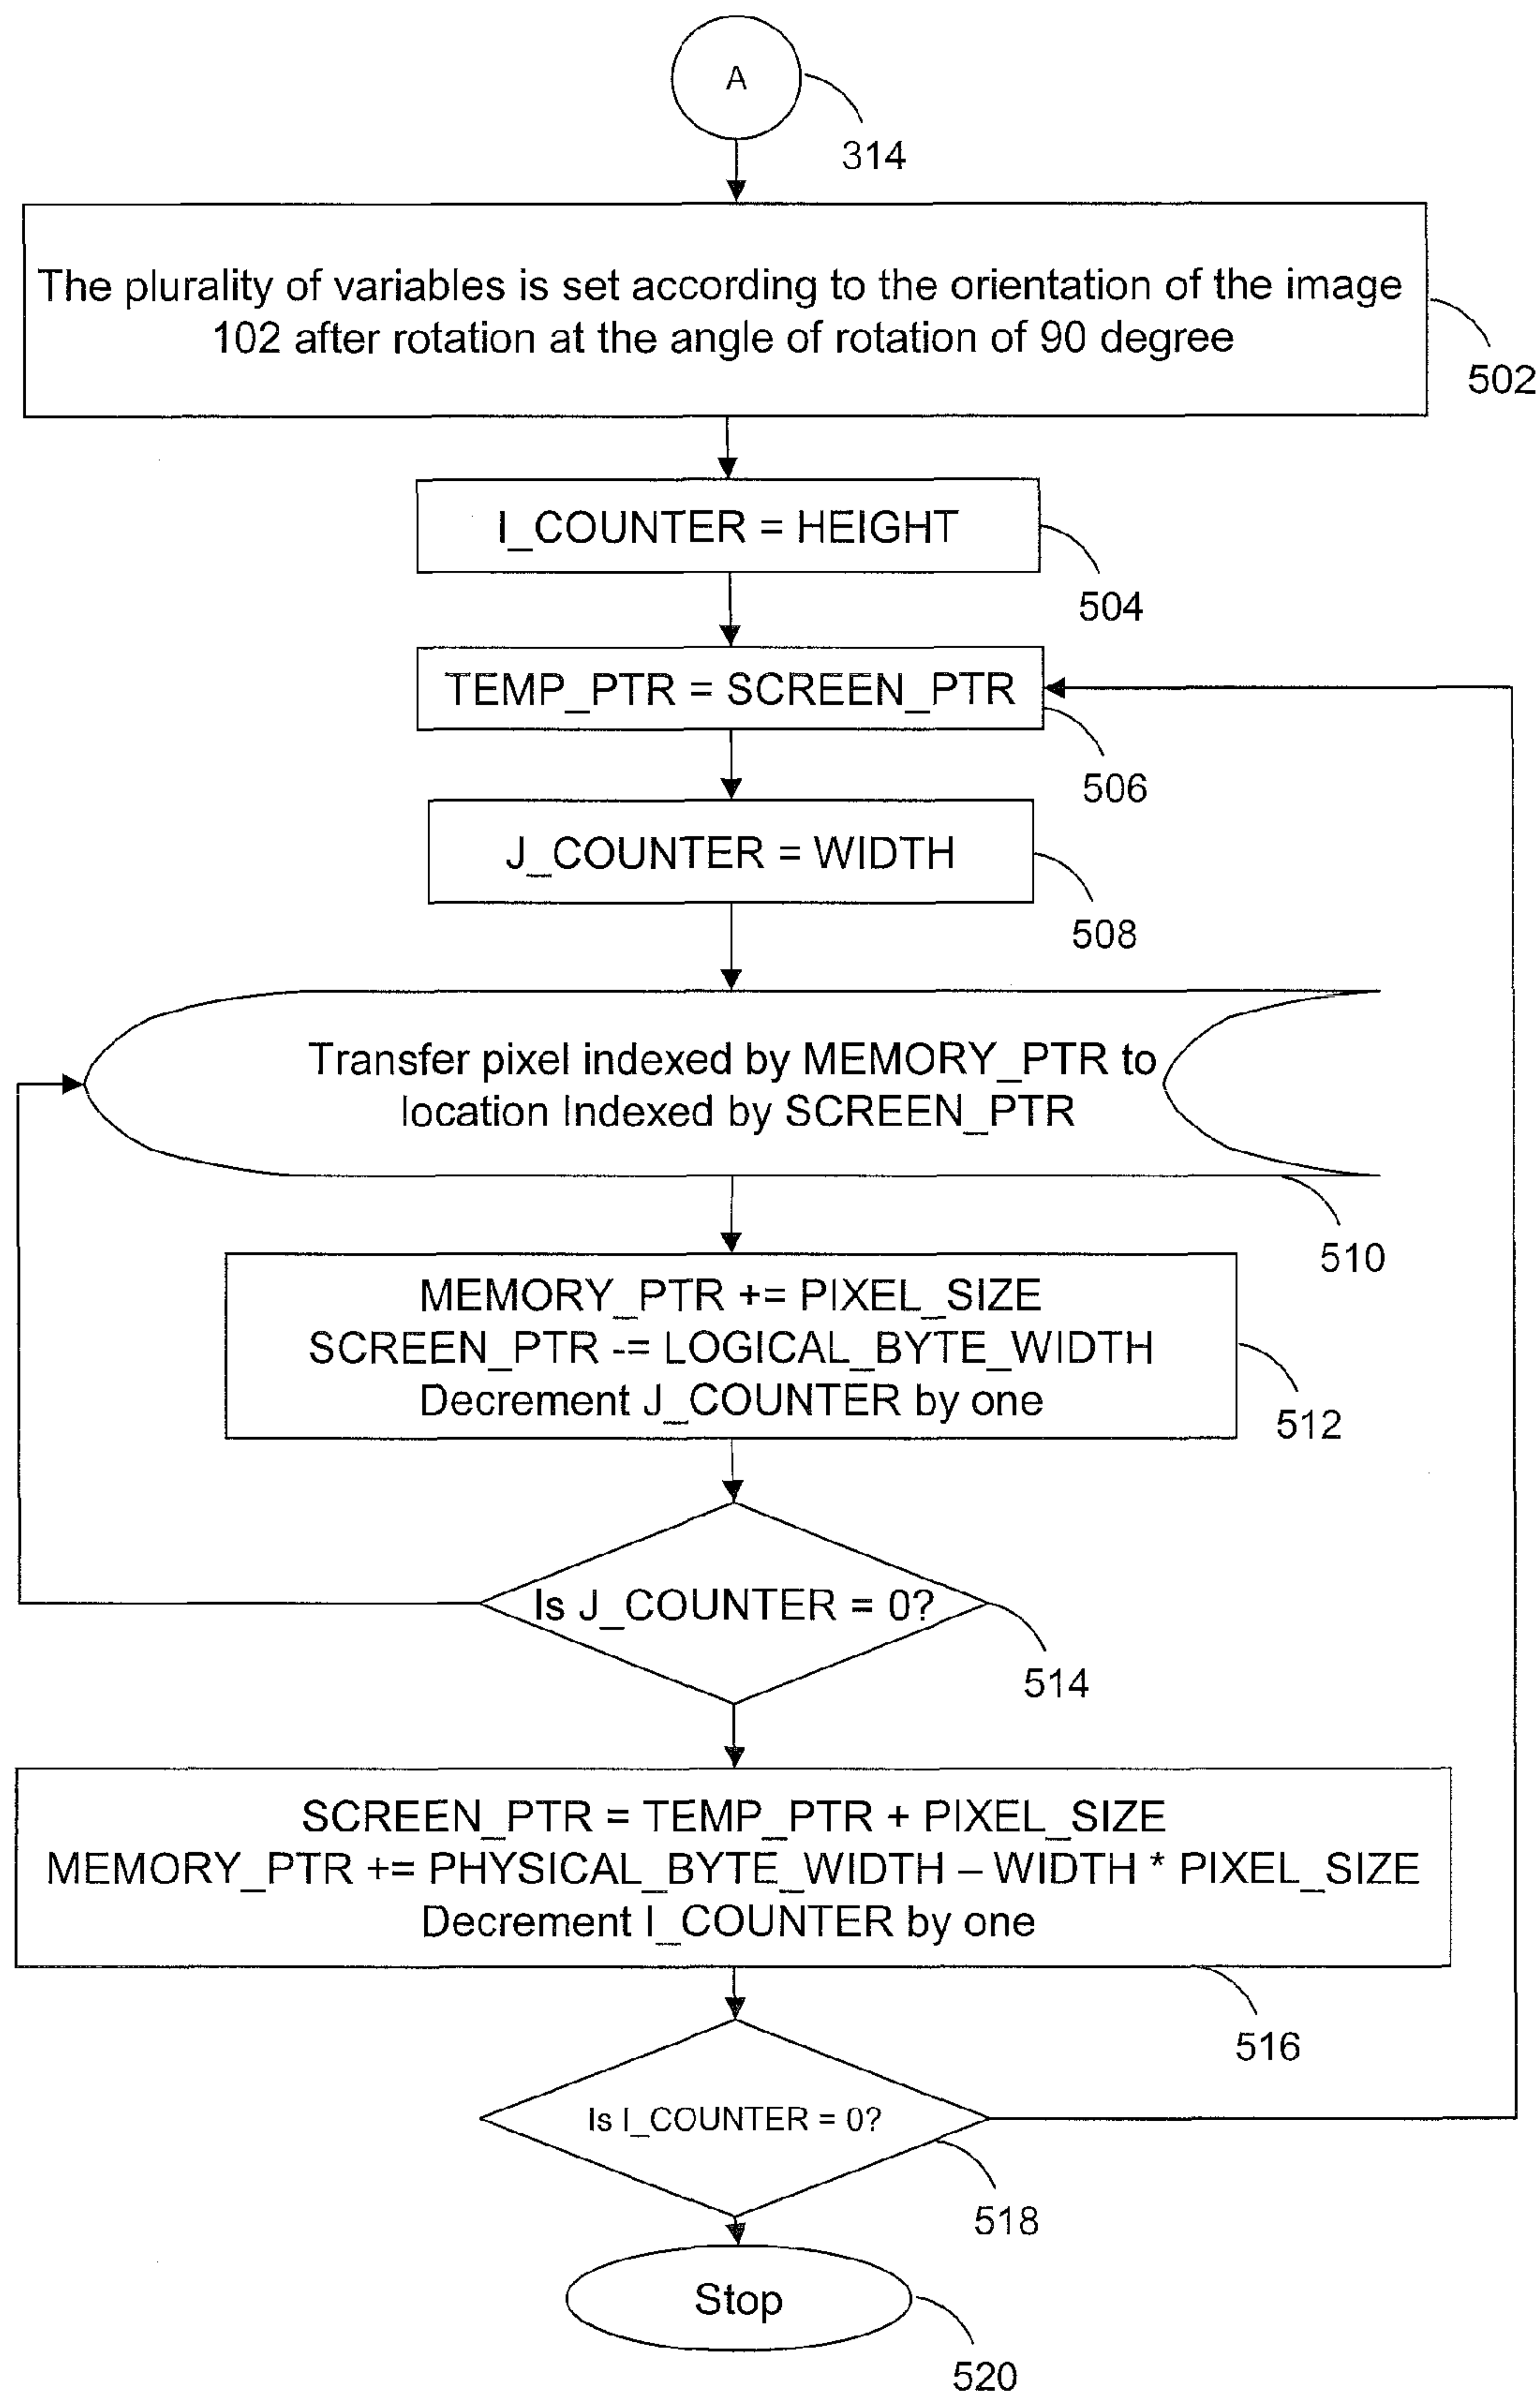 A
314
The plurality of variables is set according to the orientation of the image
102 after rotation at the angle of rotation of 90 degree
502
I_COUNTER = HEIGHT
504
TEMP_PTR = SCREEN_PTR
506
J_COUNTER = WIDTH
508
Transfer pixel indexed by MEMORY_PTR to
location Indexed by SCREEN_PTR
510
MEMORY_PTR += PIXEL_SIZE
SCREEN_PTR -= LOGICAL_BYTE_WIDTH
Decrement J_COUNTER by one
512
Is J_COUNTER = 0?
514
SCREEN_PTR = TEMP_PTR + PIXEL_SIZE
MEMORY_PTR += PHYSICAL_BYTE_WIDTH – WIDTH * PIXEL_SIZE
Decrement I_COUNTER by one
516
Is I_COUNTER = 0?
518
Stop
520